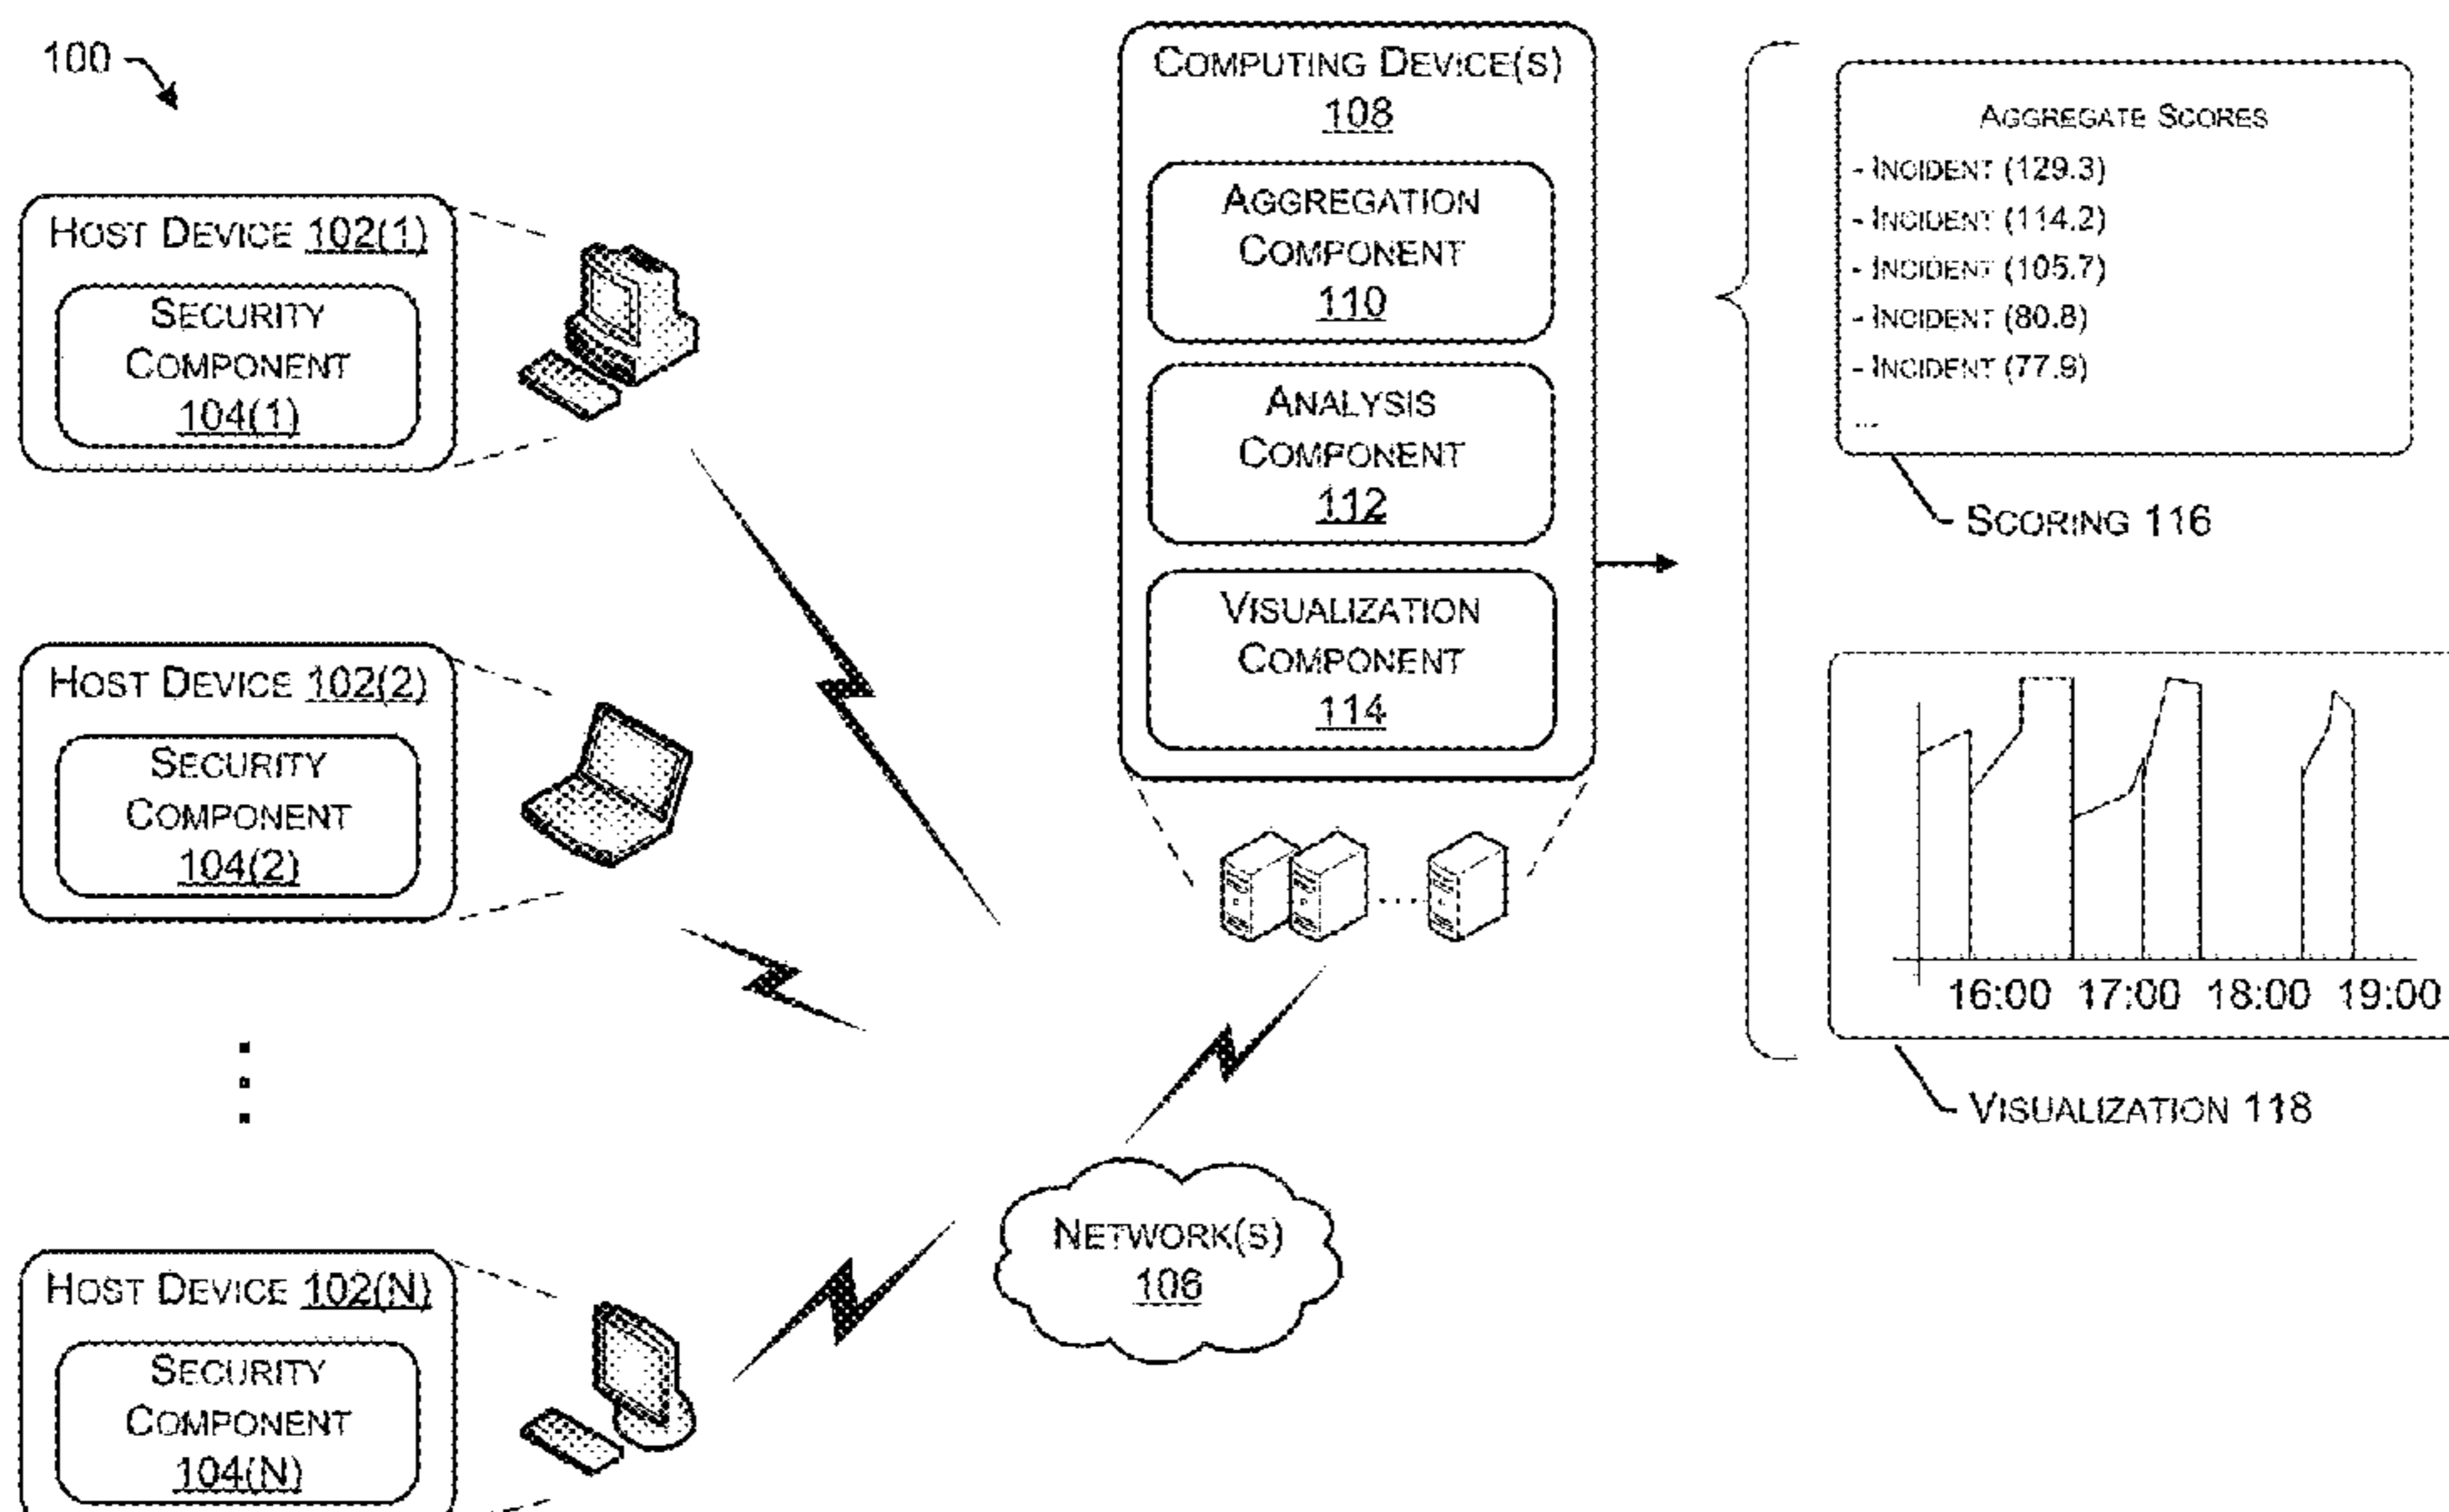 100
HOST DEVICE 102(1)
SECURITY
COMPONENT
104(1)
HOST DEVICE 102(2)
SECURITY
COMPONENT
104(2)
HOST DEVICE 102(N)
SECURITY
COMPONENT
104(N)
NETWORK(S)
106
COMPUTING DEVICE(S)
108
AGGREGATION
COMPONENT
110
ANALYSIS
COMPONENT
112
VISUALIZATION
COMPONENT
114
AGGREGATE SCORES
- INCIDENT (129.3)
- INCIDENT (114.2)
- INCIDENT (105.7)
- INCIDENT (80.8)
- INCIDENT (77.9)
...
SCORING 116
16:00 17:00 18:00 19:00
VISUALIZATION 118